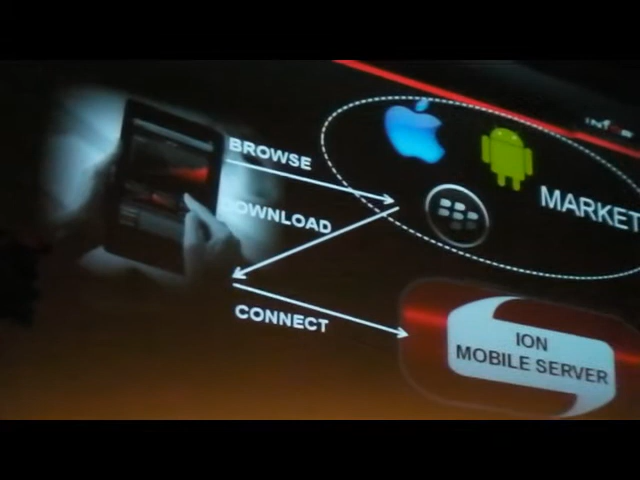 BROWSE
MARKET
DOWNLOAD
CONNECT
ION
MOBILE SERVER